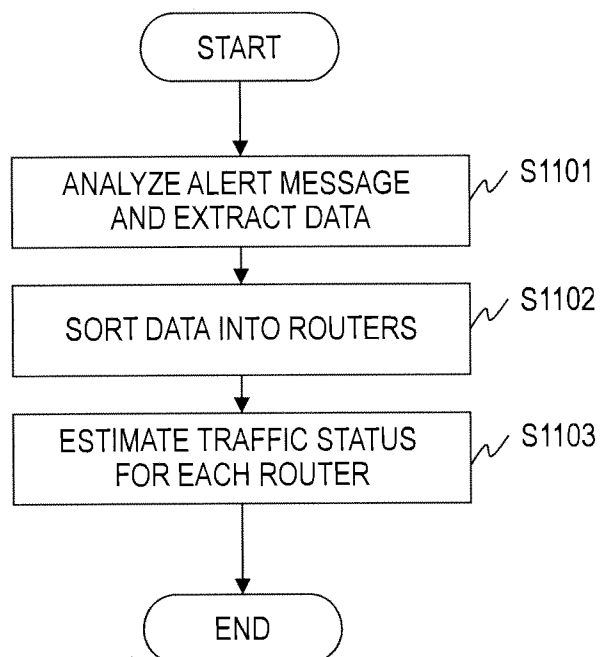 START
ANALYZE ALERT MESSAGE
AND EXTRACT DATA
S1101
SORT DATA INTO ROUTERS
S1102
ESTIMATE TRAFFIC STATUS
FOR EACH ROUTER
S1103
END